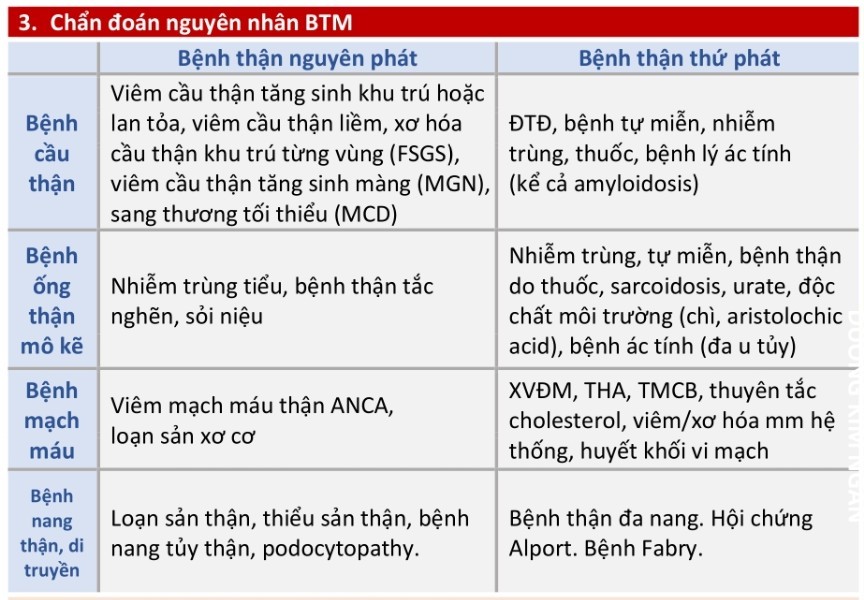 3. Chẩn đoán nguyên nhân BTM
Bệnh thận nguyên phát
Bệnh thận thứ phát
Bệnh
cầu
thận
Viêm cầu thận tăng sinh khu trú hoặc
lan tỏa, viêm cầu thận liềm, xơ hóa
cầu thận khu trú từng vùng (FSGS),
viêm cầu thận tăng sinh màng (MGN),
sang thương tối thiểu (MCD)
ĐTĐ, bệnh tự miễn, nhiễm
trùng, thuốc, bệnh lý ác tính
(kể cả amyloidosis)
Bệnh
ống
thận
mô kẽ
Nhiễm trùng tiểu, bệnh thận tắc
nghẽn, sỏi niệu
Nhiễm trùng, tự miễn, bệnh thận
do thuốc, sarcoidosis, urate, độc
chất môi trường (chì, aristolochic
acid), bệnh ác tính (đa u tủy)
Bệnh
mạch
máu
Viêm mạch máu thận ANCA,
loạn sản xơ cơ
XVĐM, THA, TMCB, thuyên tắc
cholesterol, viêm/xơ hóa mm hệ
thống, huyết khối vi mạch
Bệnh
nang
thận, di
truyền
Loạn sản thận, thiểu sản thận, bệnh
nang tủy thận, podocytopathy.
Bệnh thận đa nang. Hội chứng
Alport. Bệnh Fabry.